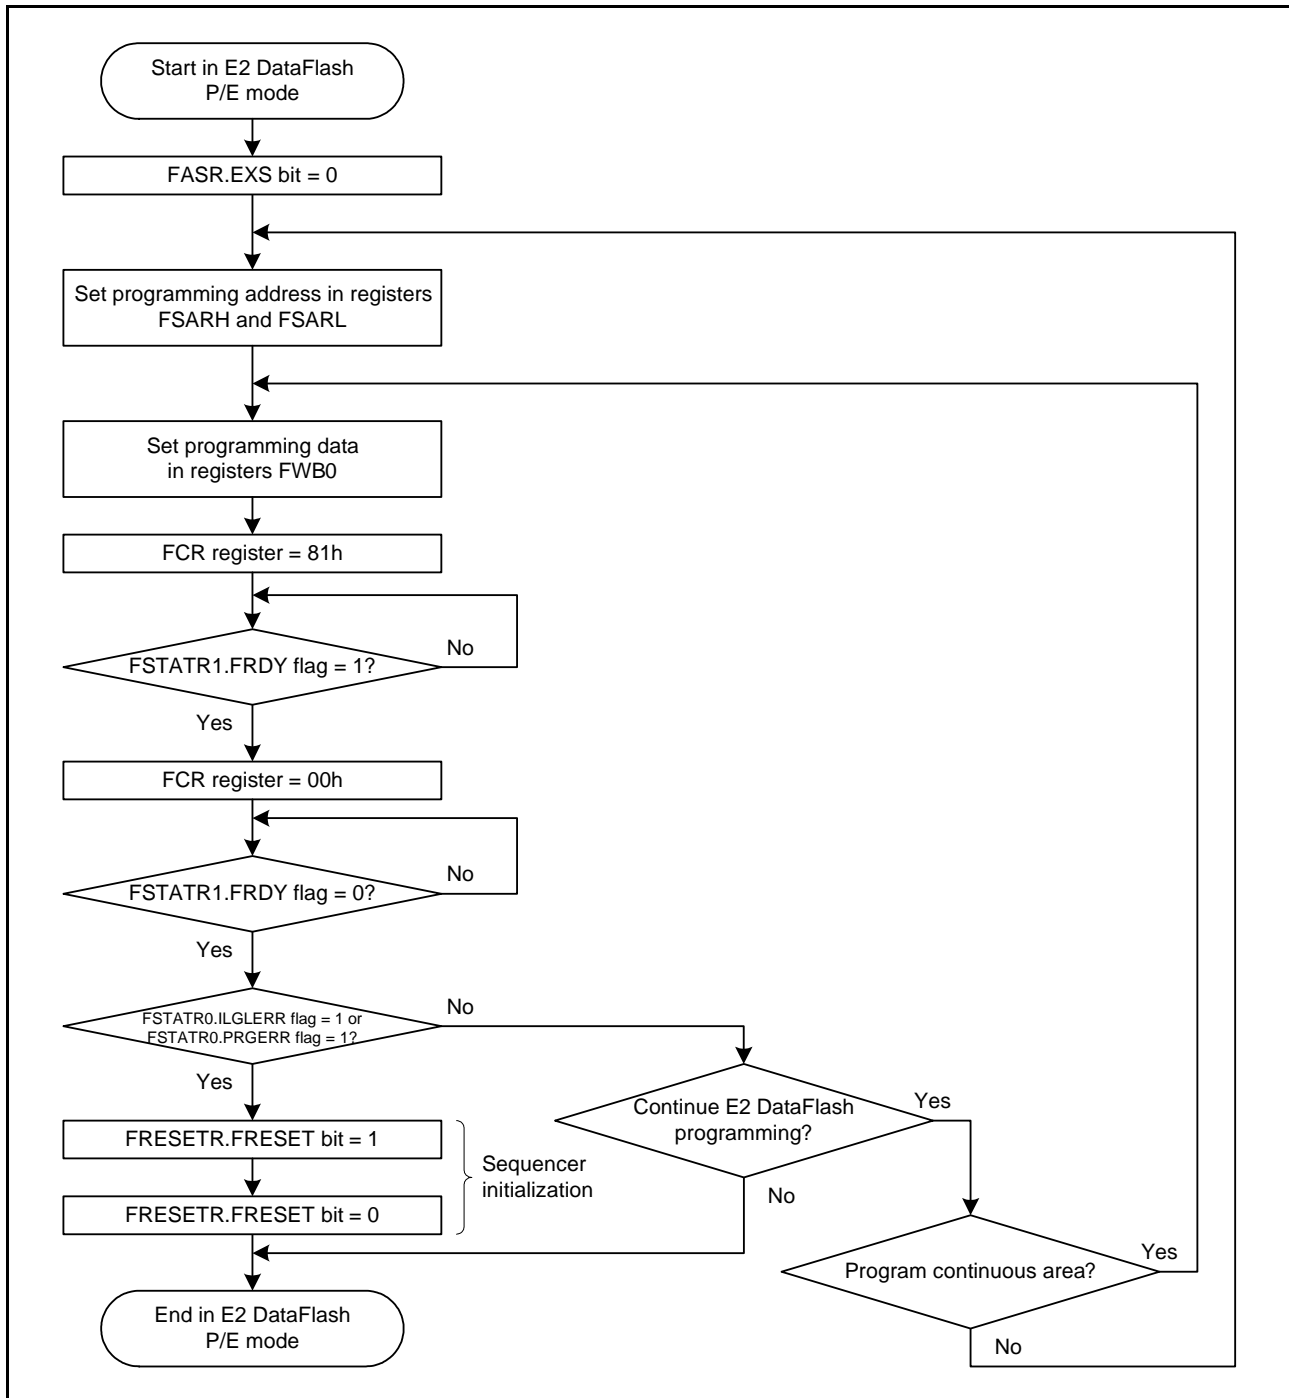 Start in E2 DataFlash
P/E mode
FASR.EXS bit = 0
Set programming address in registers
FSARH and FSARL
Set programming data
in registers FWB0
FCR register = 81h
FSTATR1.FRDY flag = 1?
No
Yes
FCR register = 00h
FSTATR1.FRDY flag = 0?
No
Yes
FSTATR0.ILGLERR flag = 1 or
FSTATR0.PRGERR flag = 1?
No
Yes
Continue E2 DataFlash
programming?
Yes
No
FRESETR.FRESET bit = 1
FRESETR.FRESET bit = 0
Sequencer
initialization
Program continuous area?
Yes
No
End in E2 DataFlash
P/E mode